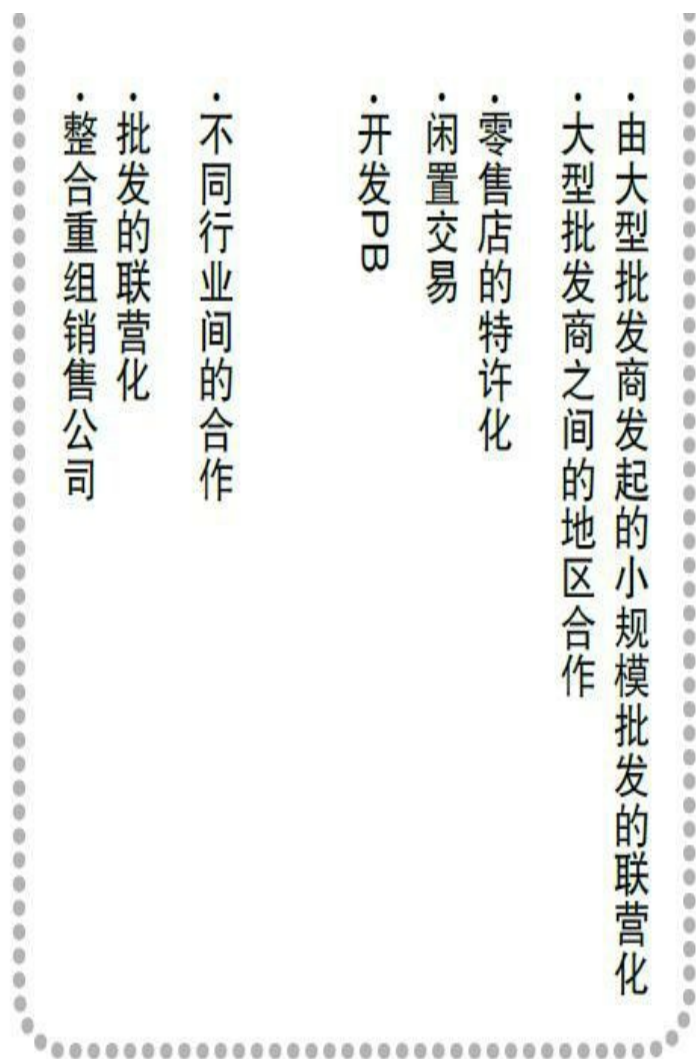 ·由大型批发商发起的小规模批发的联营化
·大型批发商之间的地区合作
·零售店的特许化
·闲置交易
·开发PB
·不同行业间的合作
·批发的联营化
·整合重组销售公司